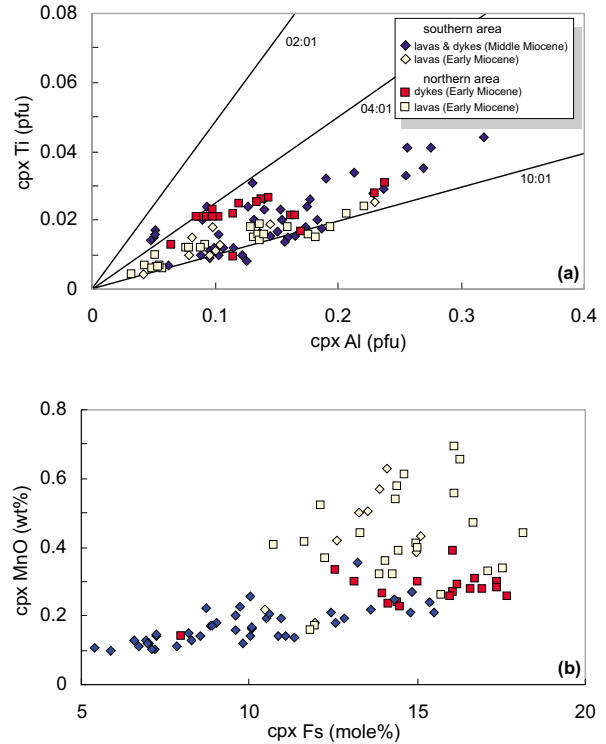 0.08
0.06
0.04
0.02
0
cpx Ti (pfu)
02:01
04:01
10:01
southern area
lavas & dykes (Middle Miocene)
lavas (Early Miocene)
northern area
dykes (Early Miocene)
lavas (Early Miocene)
(a)
0 0.1 0.2 0.3 0.4
cpx Al (pfu)
0.8
0.6
0.4
0.2
0
cpx MnO (wt%)
(b)
5 10 15 20
cpx Fs (mole%)